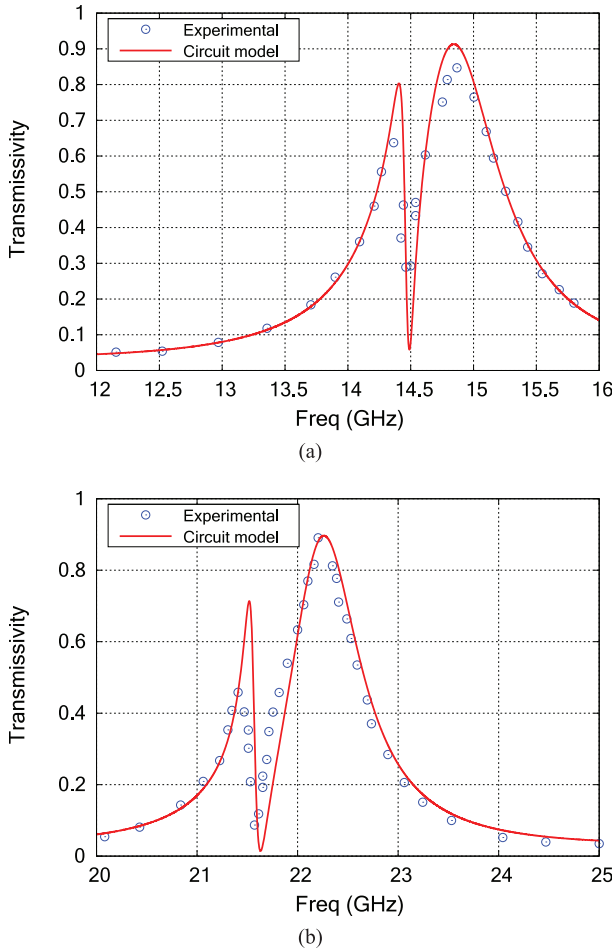 1
0.9
0.8
0.7
0.6
0.5
0.4
0.3
0.2
0.1
0
Transmissivity
Experimental
Circuit model
12 12.5 13 13.5 14 14.5 15 15.5 16
Freq (GHz)
(a)
1
0.8
0.6
0.4
0.2
0
Transmissivity
Experimental
Circuit model
20 21 22 23 24 25
Freq (GHz)
(b)